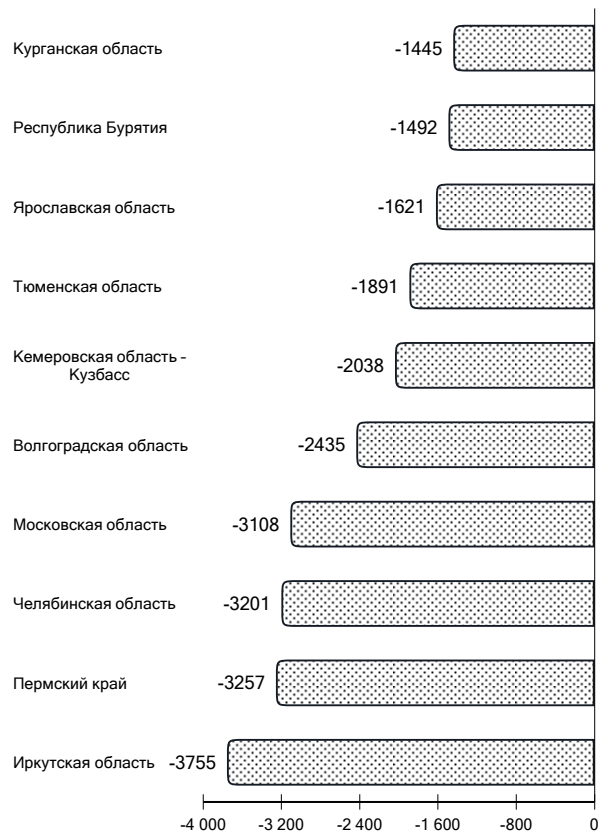 Курганская область -1445
Республика Бурятия -1492
Ярославская область -1621
Тюменская область -1891
Кемеровская область -
Кузбасс -2038
Волгоградская область -2435
Московская область -3108
Челябинская область -3201
Пермский край -3257
Иркутская область -3755
-4 000 -3 200 -2 400 -1 600 -800 0